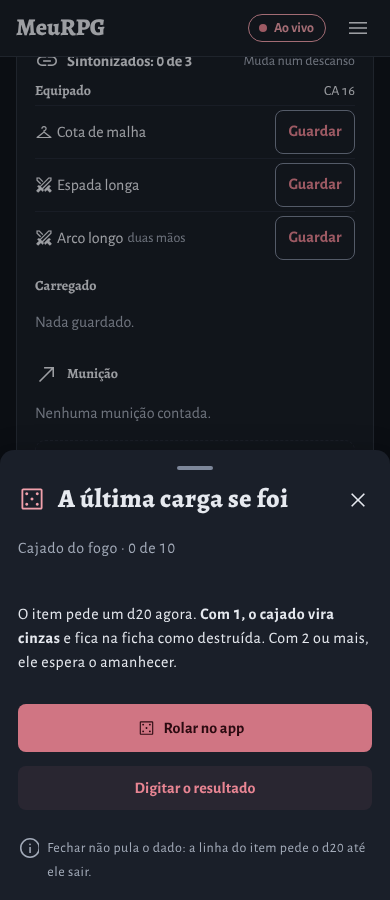 MeuRPG
Ao vivo
Sintonizados: 0 de 3
Muda num descanso
Equipado
CA 16
Cota de malha
Guardar
Espada longa
Guardar
Arco longo duas mãos
Guardar
Carregado
Nada guardado.
Munição
Nenhuma munição contada.
A última carga se foi
Cajado do fogo · 0 de 10
O item pede um d20 agora. Com 1, o cajado vira
cinzas e fica na ficha como destruída. Com 2 ou mais,
ele espera o amanhecer.
Rolar no app
Digitar o resultado
Fechar não pula o dado: a linha do item pede o d20 até
ele sair.